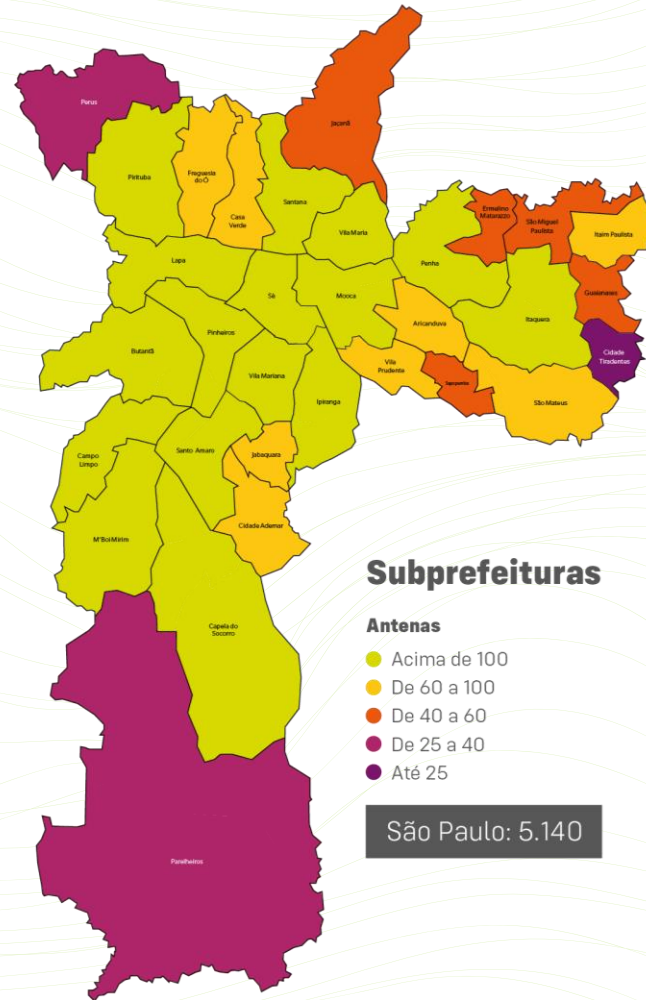 Perus
Jaçanã
Pirituba
Freguesia
do Ó
Casa
Verde
Santana
Vila Maria
Ermelino
Matarazzo
São Miguel
Paulista
Itaim Paulista
Lapa
Penha
Sé
Mooca
Guaianases
Itaquera
Aricanduva
Pinheiros
Butantã
Cidade
Tiradentes
Vila
Prudente
Vila Mariana
Sapopemba
São Mateus
Ipiranga
Campo
Limpo
Santo Amaro
Jabaquara
M'Boi Mirim
Cidade Ademar
Capela do
Socorro
Parelheiros
Subprefeituras
Antenas
Acima de 100
De 60 a 100
De 40 a 60
De 25 a 40
Até 25
São Paulo: 5.140